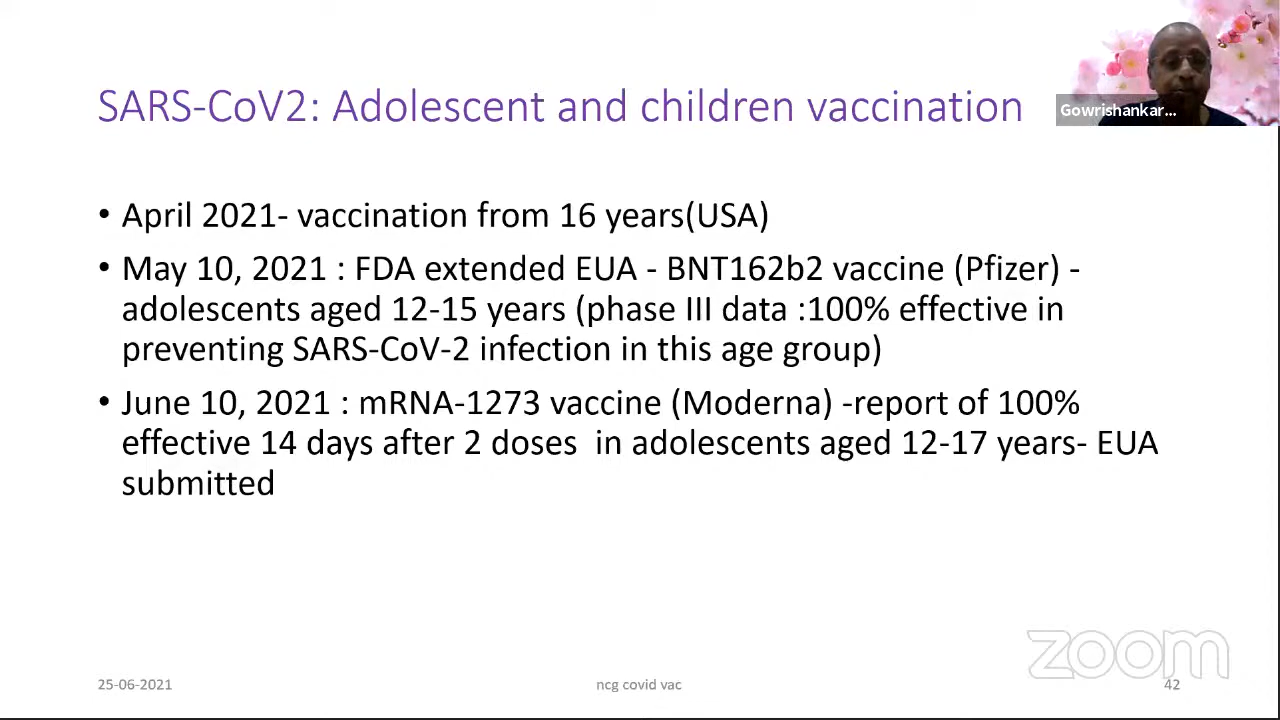 SARS-CoV2: Adolescent and children vaccination
Gowrishankar...
• April 2021- vaccination from 16 years(USA)
• May 10, 2021 : FDA extended EUA - BNT162b2 vaccine (Pfizer) -
adolescents aged 12-15 years (phase III data :100% effective in
preventing SARS-CoV-2 infection in this age group)
• June 10, 2021 : mRNA-1273 vaccine (Moderna) -report of 100%
effective 14 days after 2 doses  in adolescents aged 12-17 years- EUA
submitted
zoom
25-06-2021
ncg covid vac
42